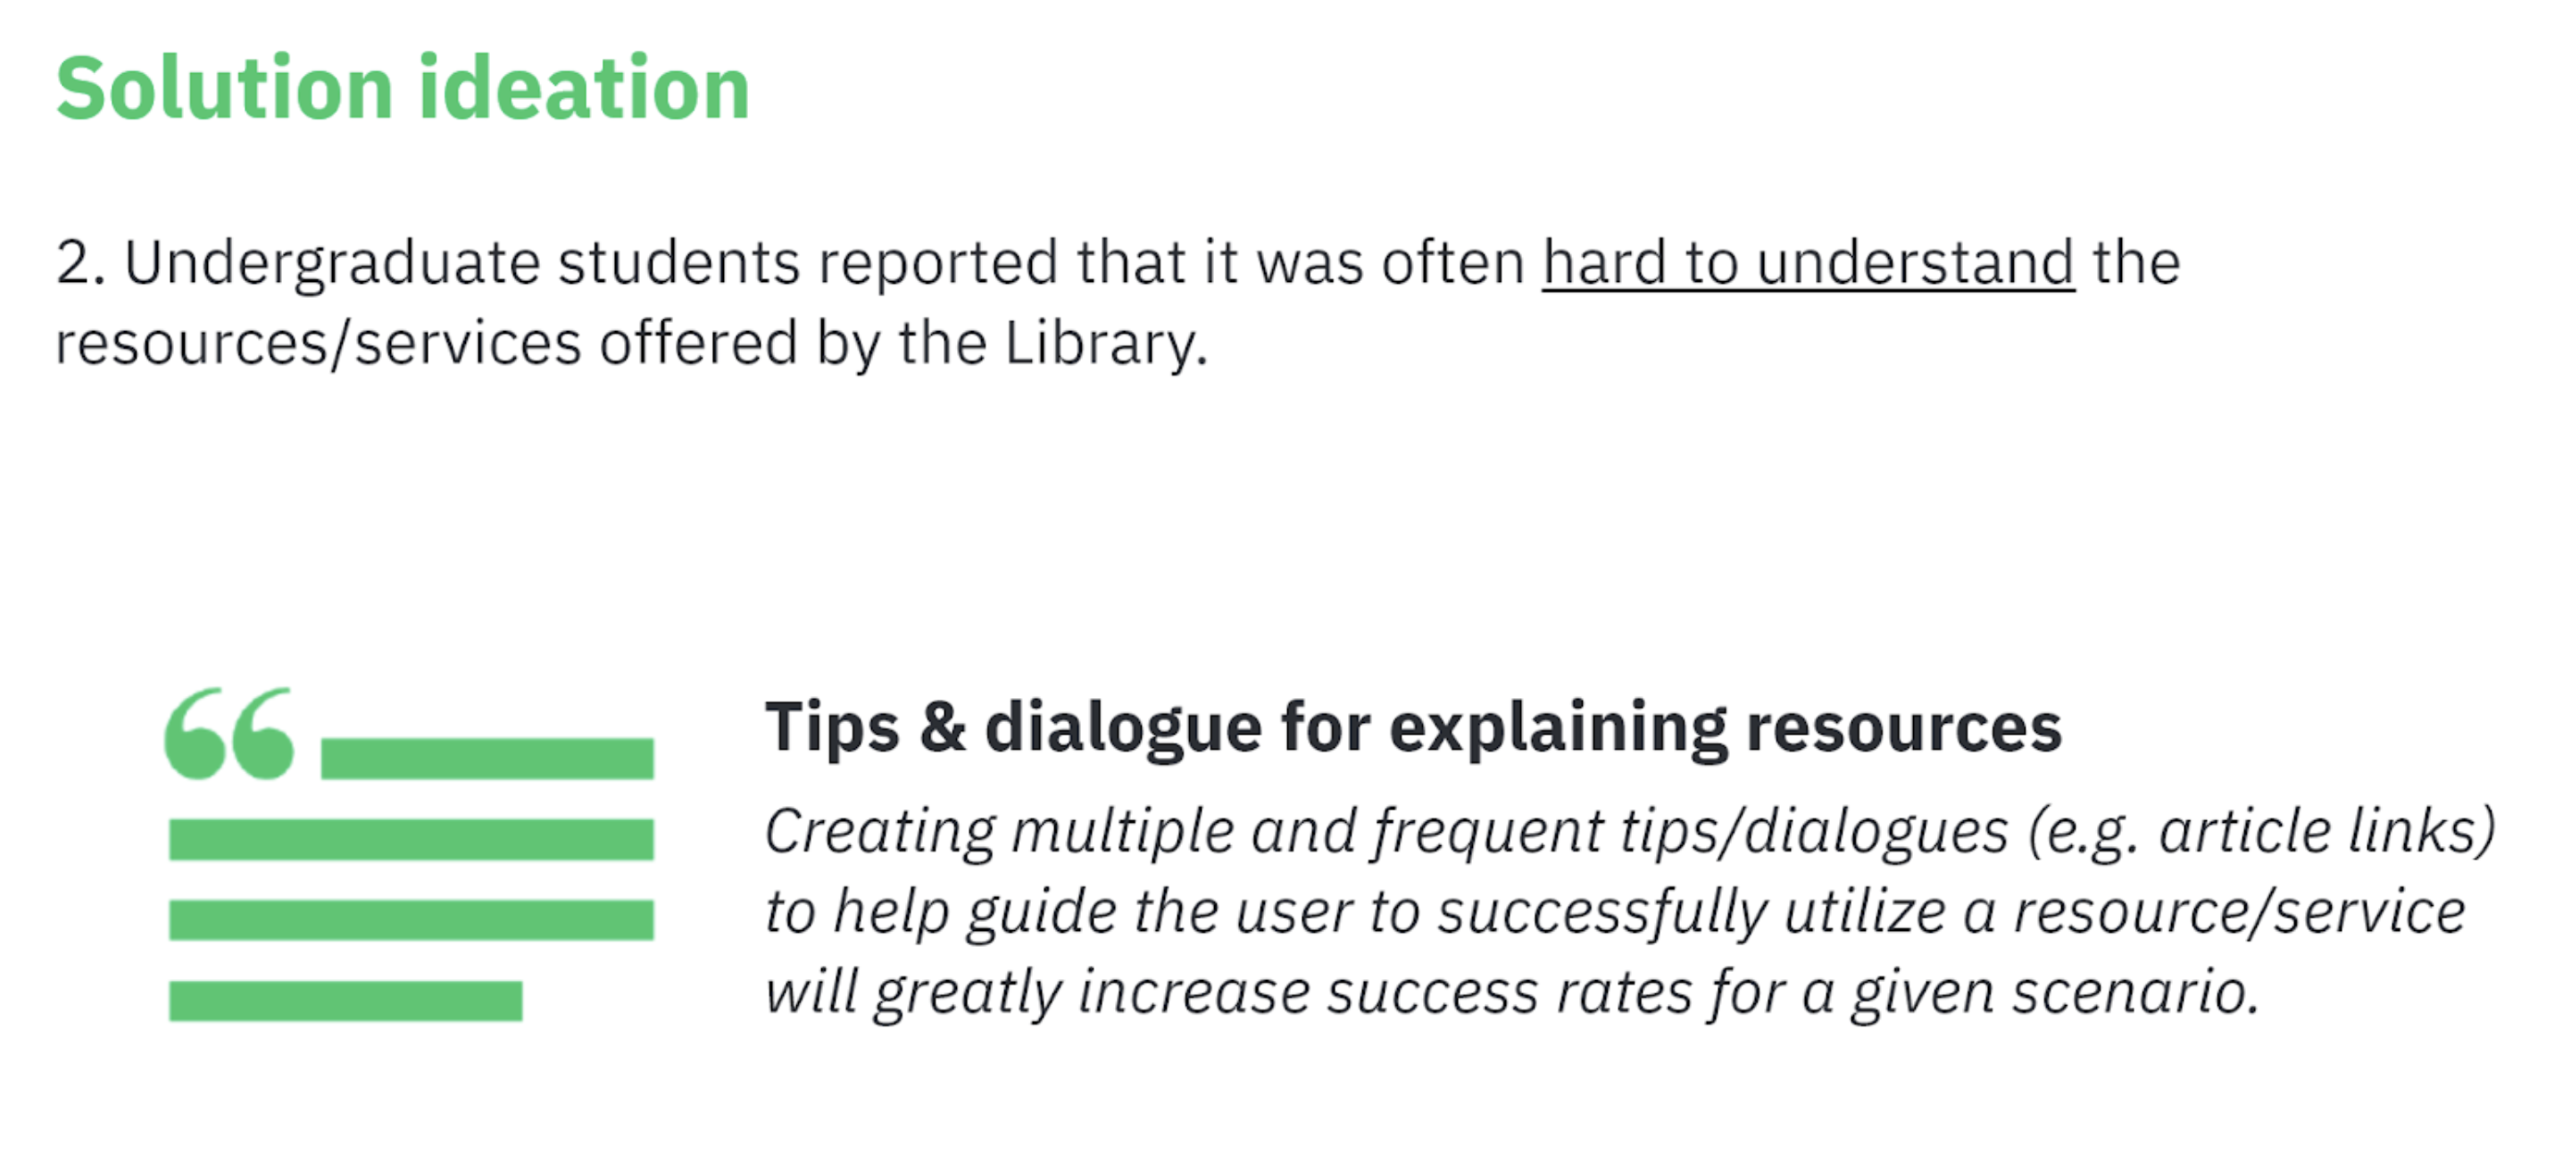 Solution ideation
2. Undergraduate students reported that it was often hard to understand the
resources/services offered by the Library.
Tips & dialogue for explaining resources
Creating multiple and frequent tips/dialogues (e.g. article links)
to help guide the user to successfully utilize a resource/service
will greatly increase success rates for a given scenario.